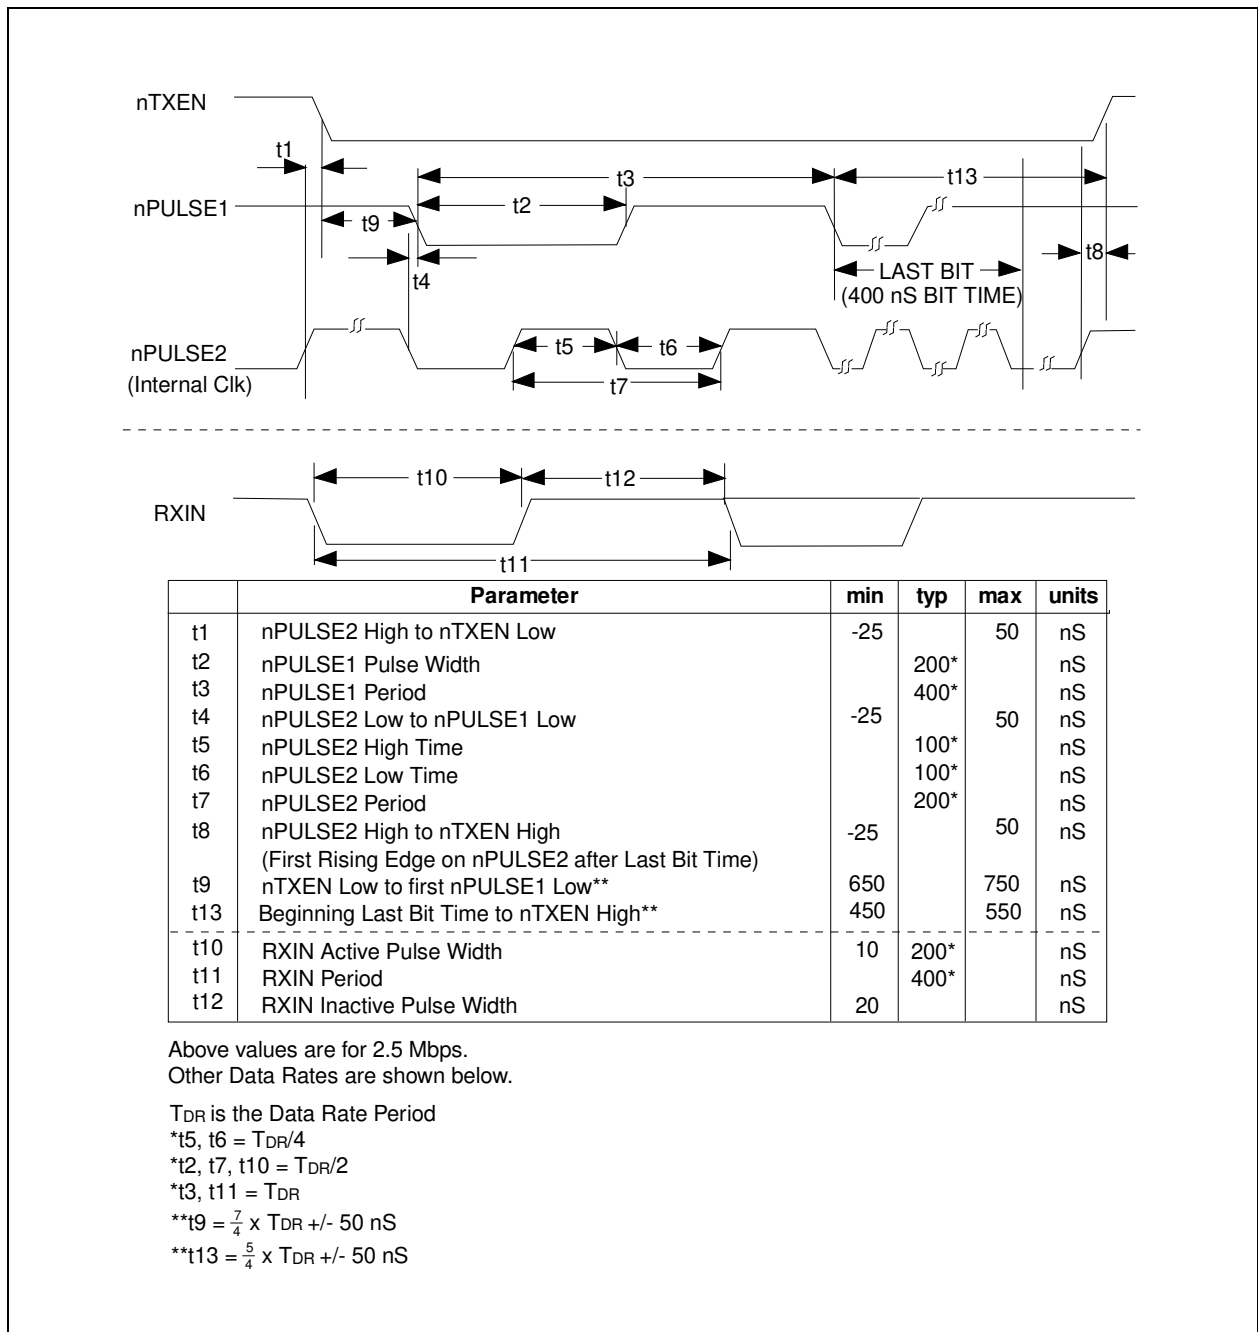 nTXEN
t1
t3
t13
nPULSE1
t2
t9
t8
t4
LAST BIT
(400 nS BIT TIME)
nPULSE2
(Internal Clk)
t5
t6
t7
t10
t12
RXIN
t11
Parameter min typ max units
t1 nPULSE2 High to nTXEN Low -25 50 nS
t2 nPULSE1 Pulse Width 200* nS
t3 nPULSE1 Period 400* nS
t4 nPULSE2 Low to nPULSE1 Low -25 50 nS
t5 nPULSE2 High Time 100* nS
t6 nPULSE2 Low Time 100* nS
t7 nPULSE2 Period 200* nS
t8 nPULSE2 High to nTXEN High -25 50 nS
(First Rising Edge on nPULSE2 after Last Bit Time)
t9 nTXEN Low to first nPULSE1 Low** 650 750 nS
t13 Beginning Last Bit Time to nTXEN High** 450 550 nS
t10 RXIN Active Pulse Width 10 200* nS
t11 RXIN Period 400* nS
t12 RXIN Inactive Pulse Width 20 nS
Above values are for 2.5 Mbps.
Other Data Rates are shown below.
TDR is the Data Rate Period
*t5, t6 = TDR/4
*t2, t7, t10 = TDR/2
*t3, t11 = TDR
**t9 = 7/4 x TDR +/- 50 nS
**t13 = 5/4 x TDR +/- 50 nS